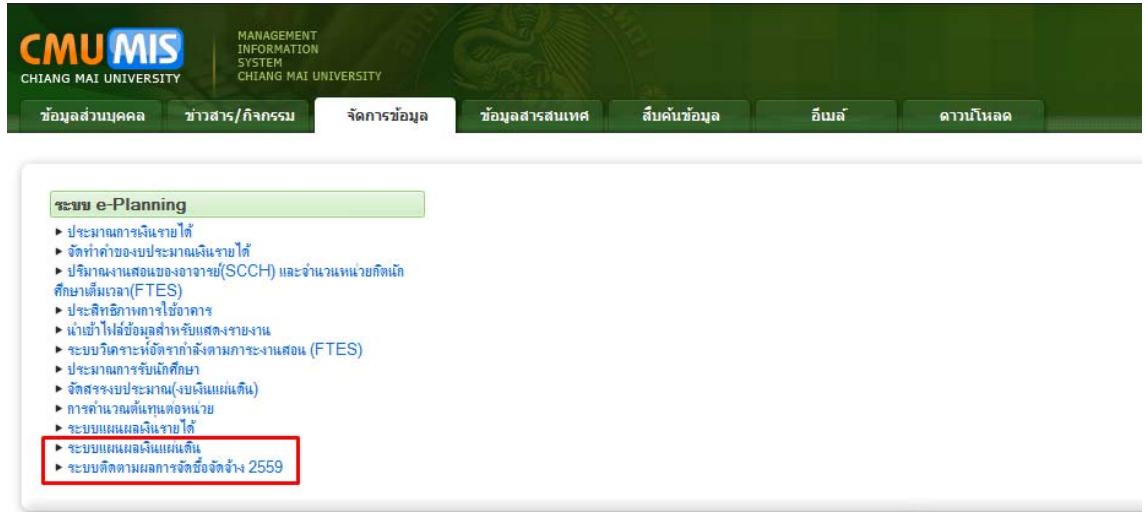 CMU MIS
CHIANG MAI UNIVERSITY
MANAGEMENT
INFORMATION
SYSTEM
CHIANG MAI UNIVERSITY
ข้อมูลส่วนบุคคล ข่าวสาร/กิจกรรม จัดการข้อมูล ข้อมูลสารสนเทศ สืบค้นข้อมูล อีเมล์ ดาวน์โหลด
ระบบ e-Planning
► ประมาณการเงินรายได้
► จัดทำคำของบประมาณเงินรายได้
► ปริมาณงานสอนของอาจารย์(SCCH) และจำนวนหน่วยกิตนัก
ศึกษาเต็มเวลา(FTES)
► ประสิทธิภาพการใช้อาคาร
► นำเข้าไฟล์ข้อมูลสำหรับแสดงรายงาน
► ระบบวิเคราะห์อัตรากำลังตามภาระงานสอน (FTES)
► ประมาณการรับนักศึกษา
► จัดสรรงบประมาณ(งบเงินแผ่นดิน)
► การคำนวณต้นทุนต่อหน่วย
► ระบบแผนผลเงินรายได้
► ระบบแผนผลเงินแผ่นดิน
► ระบบติดตามผลการจัดซื้อจัดจ้าง 2559